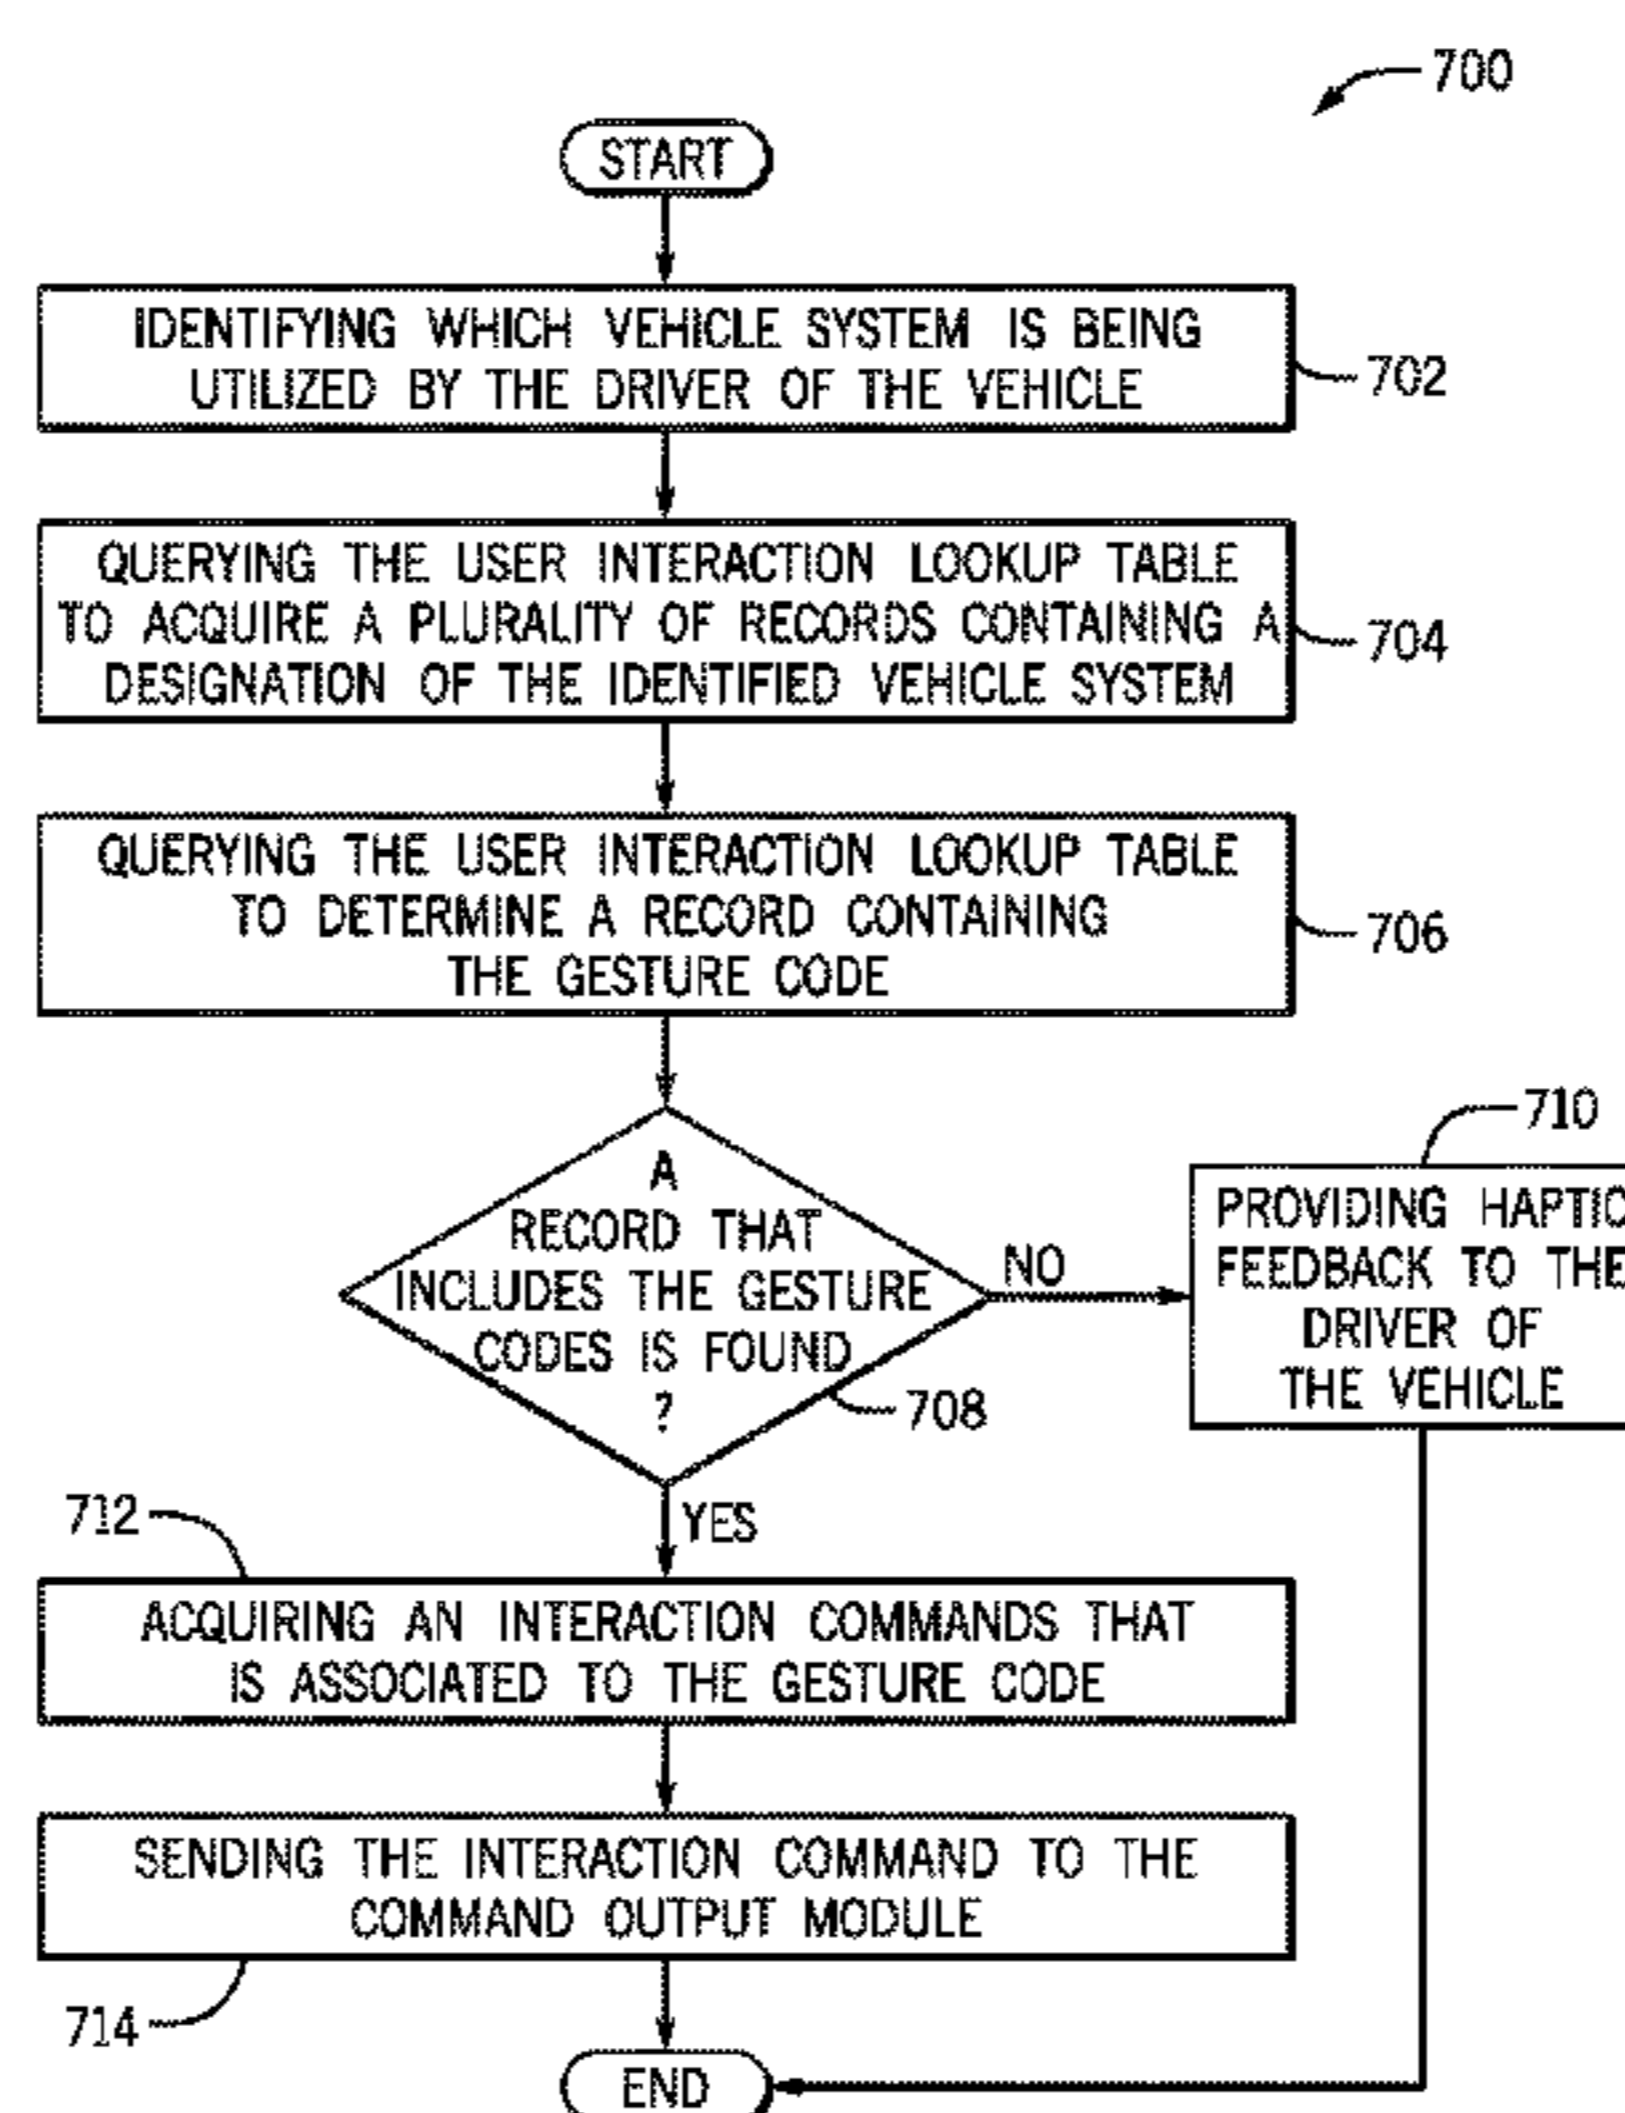 700
START
IDENTIFYING WHICH VEHICLE SYSTEM IS BEING
UTILIZED BY THE DRIVER OF THE VEHICLE
702
QUERYING THE USER INTERACTION LOOKUP TABLE
TO ACQUIRE A PLURALITY OF RECORDS CONTAINING A
DESIGNATION OF THE IDENTIFIED VEHICLE SYSTEM
704
QUERYING THE USER INTERACTION LOOKUP TABLE
TO DETERMINE A RECORD CONTAINING
THE GESTURE CODE
706
A
RECORD THAT
INCLUDES THE GESTURE
CODES IS FOUND
?
708
NO
710
PROVIDING HAPTIC
FEEDBACK TO THE
DRIVER OF
THE VEHICLE
YES
712
ACQUIRING AN INTERACTION COMMANDS THAT
IS ASSOCIATED TO THE GESTURE CODE
SENDING THE INTERACTION COMMAND TO THE
COMMAND OUTPUT MODULE
714
END